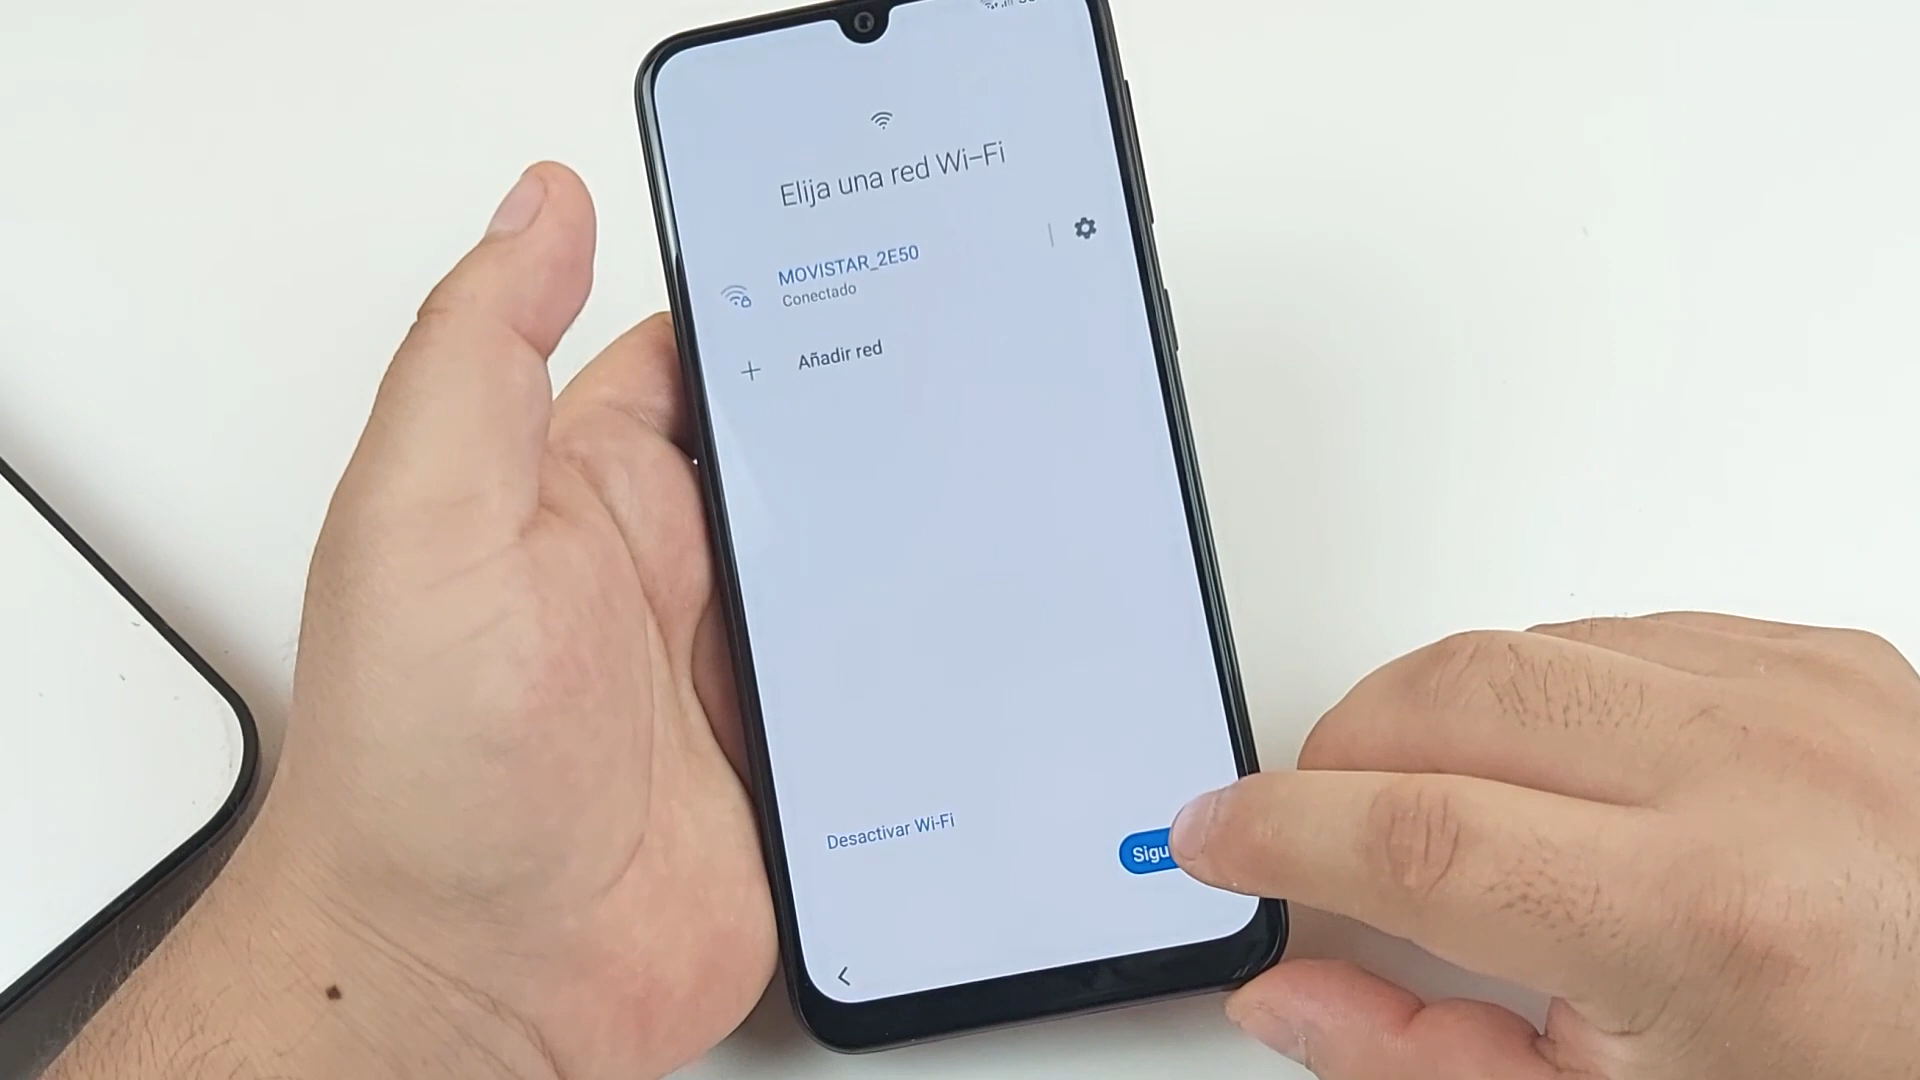 Elija una red Wi-Fi
MOVISTAR_2E50
Conectado
Añadir red
Desactivar Wi-Fi
Sigu